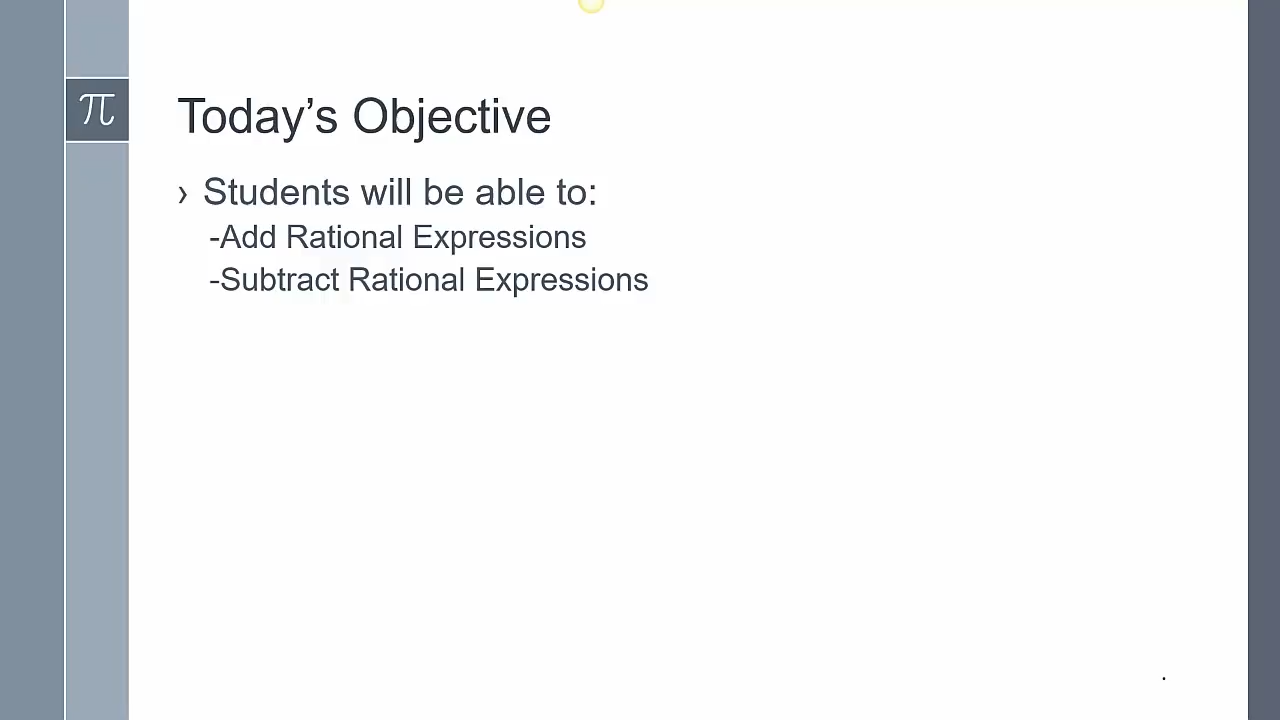 π
Today’s Objective
› Students will be able to:
-Add Rational Expressions
-Subtract Rational Expressions
.